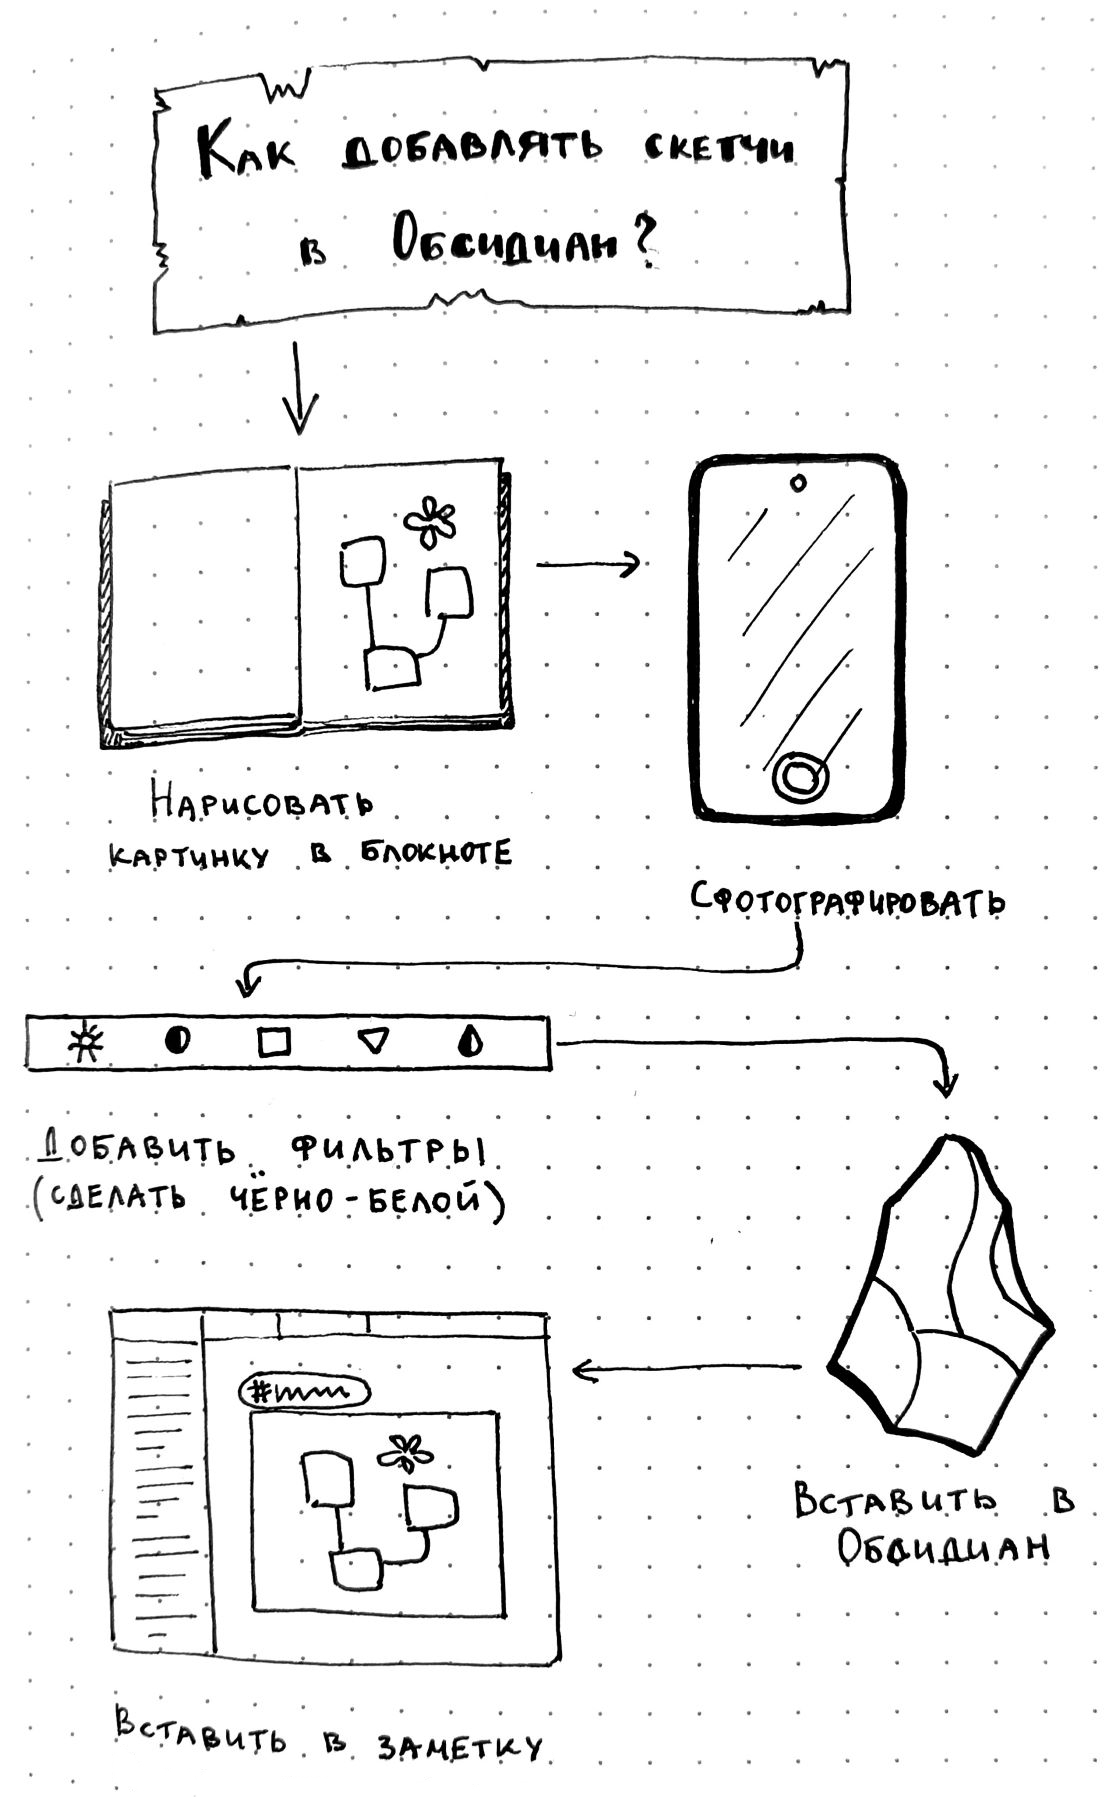 Как добавлять скетчи
в Обсидиан?
Нарисовать
картинку в блокноте
Сфотографировать
Добавить фильтры
(сделать чёрно-белой)
Вставить в
Обсидиан
Вставить в заметку